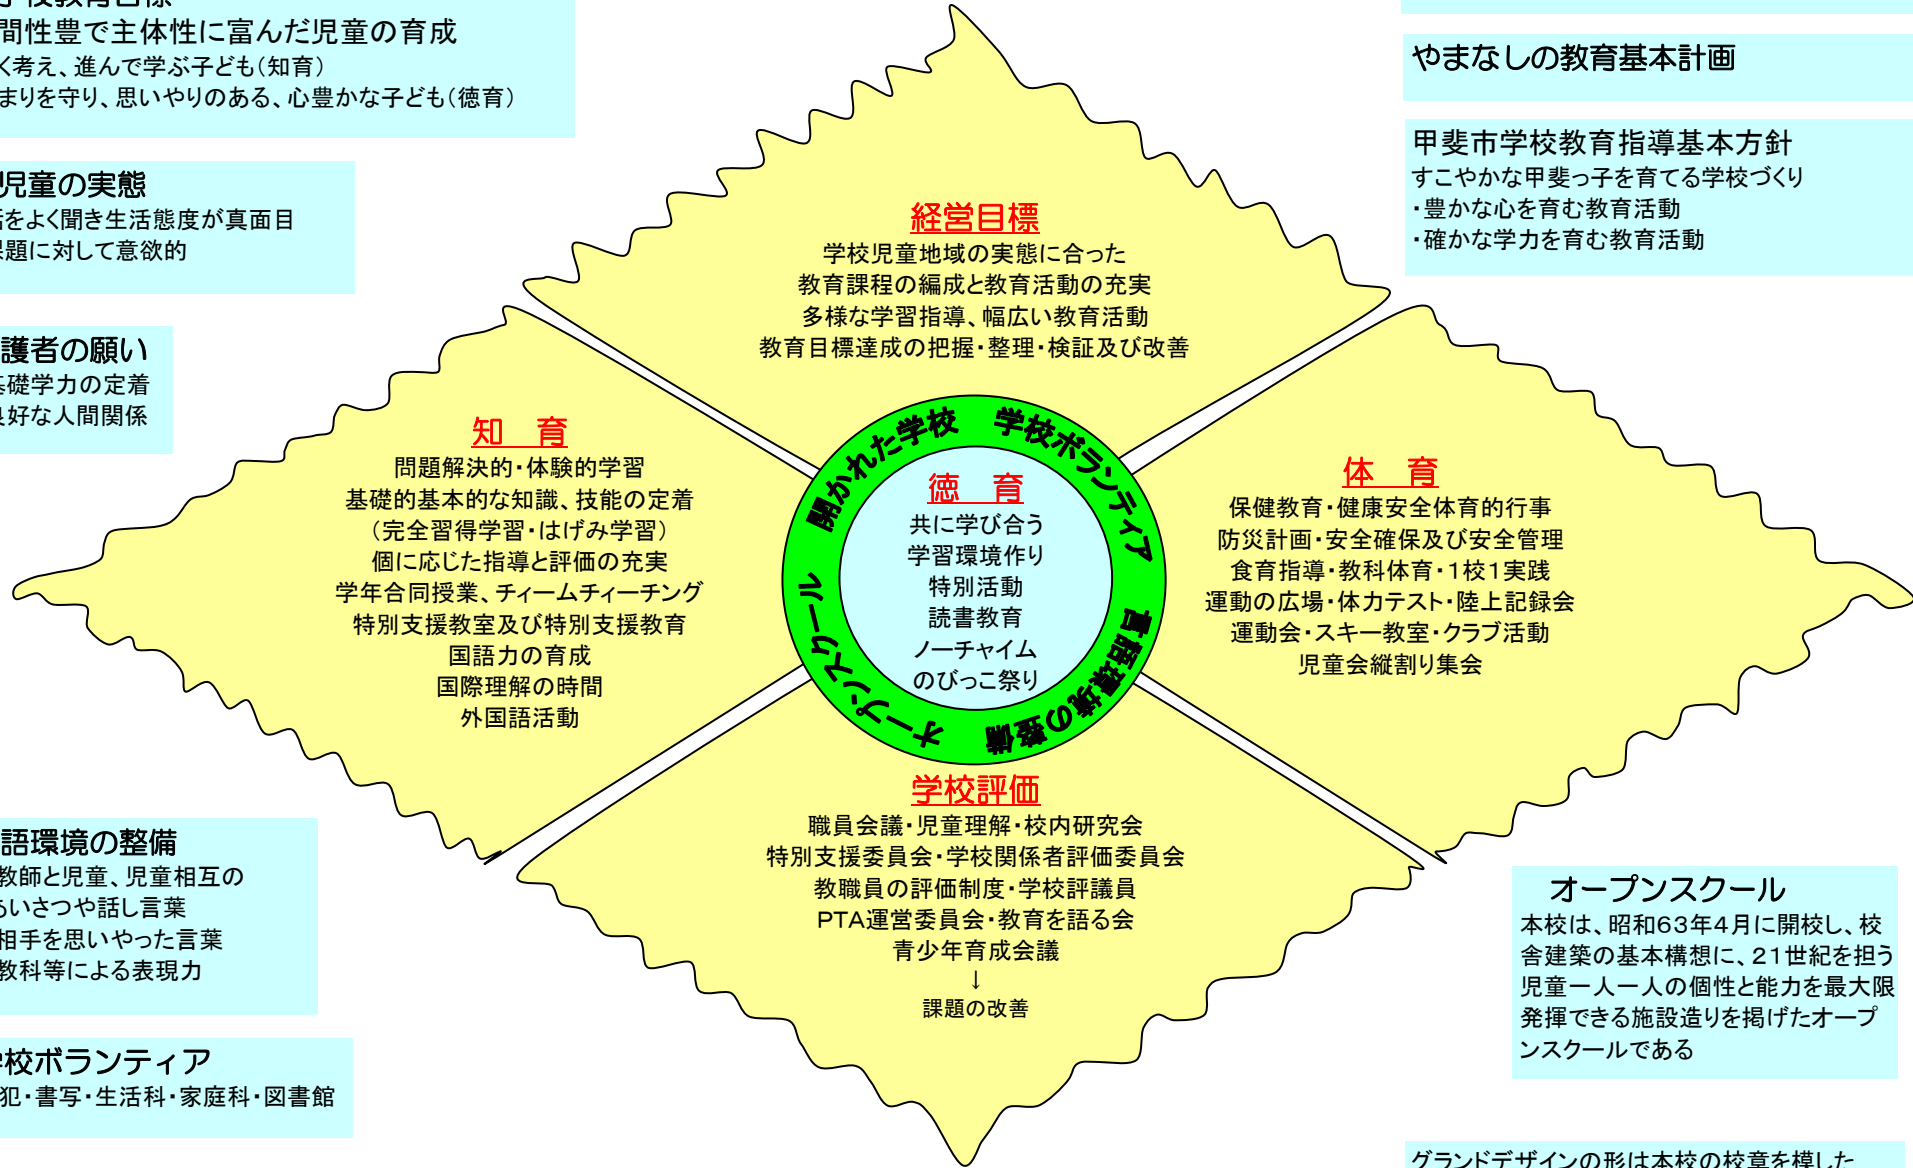 学校教育目標
間性豊で主体性に富んだ児童の育成
く考え、進んで学ぶ子ども(知育)
まりを守り、思いやりのある、心豊かな子ども(徳育)
児童の実態
話をよく聞き生活態度が真面目
課題に対して意欲的
護者の願い
基礎学力の定着
良好な人間関係
やまなしの教育基本計画
甲斐市学校教育指導基本方針
すこやかな甲斐っ子を育てる学校づくり
・豊かな心を育む教育活動
・確かな学力を育む教育活動
経営目標
学校児童地域の実態に合った
教育課程の編成と教育活動の充実
多様な学習指導、幅広い教育活動
教育目標達成の把握・整理・検証及び改善
知 育
問題解決的・体験的学習
基礎的基本的な知識、技能の定着
(完全習得学習・はげみ学習)
個に応じた指導と評価の充実
学年合同授業、チィームチィーチング
特別支援教室及び特別支援教育
国語力の育成
国際理解の時間
外国語活動
開かれた学校
学校ボランティア
言語環境の整備
オープンスクール
徳 育
共に学び合う
学習環境作り
特別活動
読書教育
ノーチャイム
のびっこ祭り
体 育
保健教育・健康安全体育的行事
防災計画・安全確保及び安全管理
食育指導・教科体育・1校1実践
運動の広場・体力テスト・陸上記録会
運動会・スキー教室・クラブ活動
児童会縦割り集会
学校評価
職員会議・児童理解・校内研究会
特別支援委員会・学校関係者評価委員会
教職員の評価制度・学校評議員
PTA運営委員会・教育を語る会
青少年育成会議
↓
課題の改善
語環境の整備
教師と児童、児童相互の
あいさつや話し言葉
相手を思いやった言葉
教科等による表現力
学校ボランティア
犯・書写・生活科・家庭科・図書館
オープンスクール
本校は、昭和63年4月に開校し、校
舎建築の基本構想に、21世紀を担う
児童一人一人の個性と能力を最大限
発揮できる施設造りを掲げたオープ
ンスクールである
グランドデザインの形は本校の校章を模した